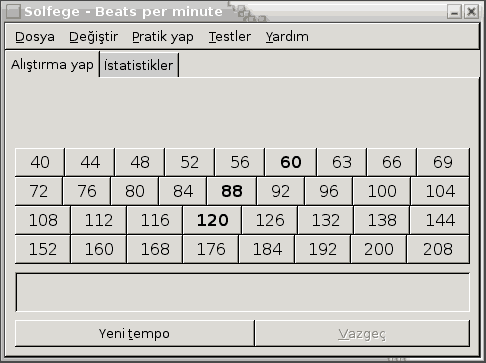 Solfege - Beats per minute
Dosya Değiştir Pratik yap Testler Yardım
Alıştırma yap İstatistikler
40 44 48 52 56 60 63 66 69
72 76 80 84 88 92 96 100 104
108 112 116 120 126 132 138 144
152 160 168 176 184 192 200 208
Yeni tempo Vazgeç